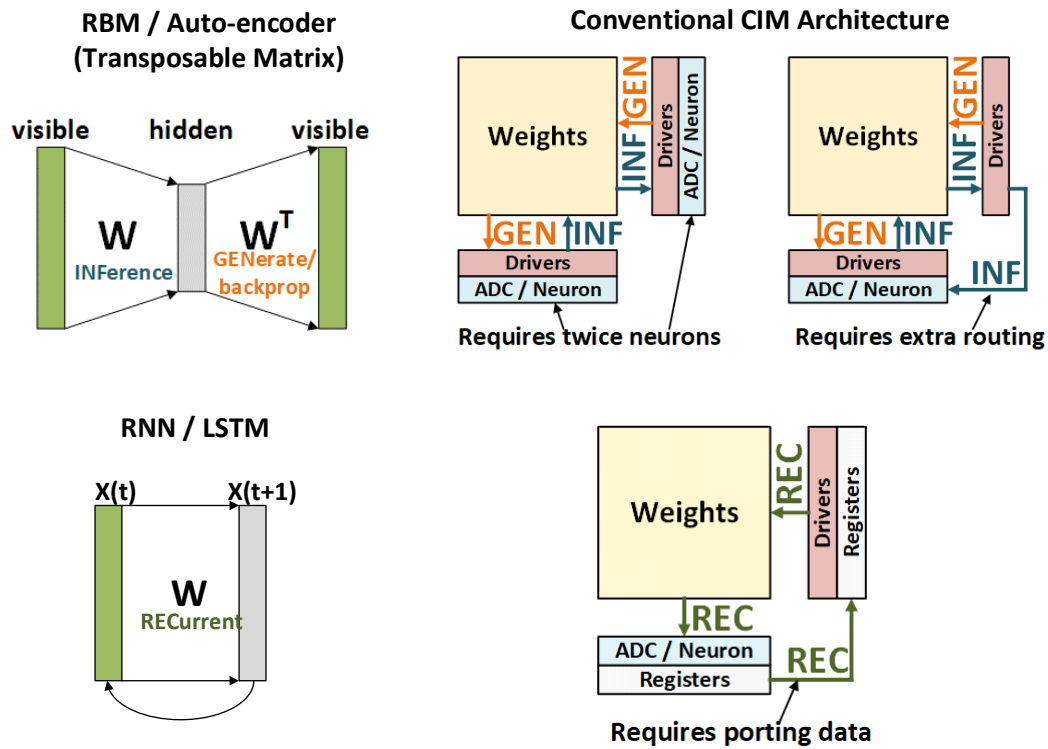 RBM / Auto-encoder
(Transposable Matrix)
visible
hidden
visible
W
INFerence
W^T
GENerate/
backprop
Conventional CIM Architecture
Weights
GEN
INF
Drivers
ADC / Neuron
GEN
INF
Drivers
ADC / Neuron
Requires twice neurons
Weights
GEN
INF
Drivers
GEN
INF
Drivers
ADC / Neuron
INF
Requires extra routing
RNN / LSTM
X(t)
X(t+1)
W
RECurrent
Weights
REC
Drivers
Registers
REC
ADC / Neuron
Registers
REC
Requires porting data